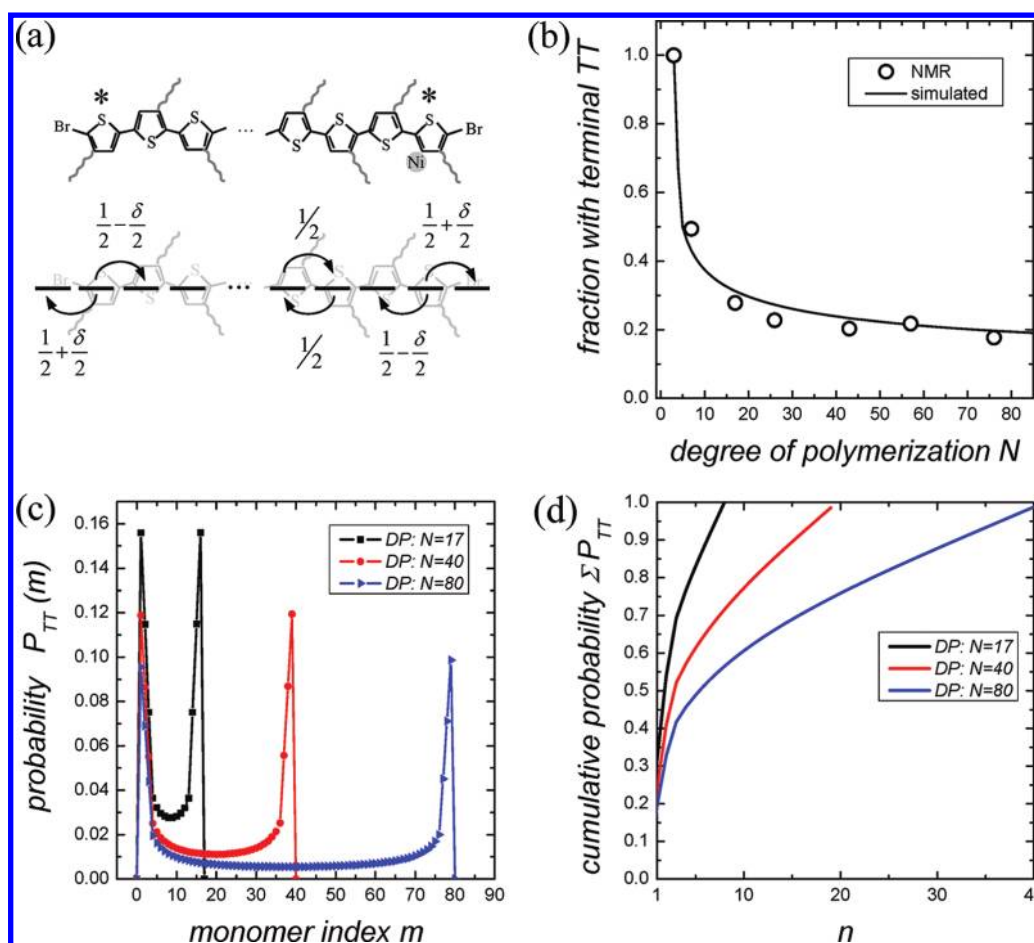 (a)
* *
Br S S S ... S S S S Br
Ni
1/2 − δ/2 1/2 1/2 + δ/2
Br S S ... S S
1/2 + δ/2 1/2 1/2 − δ/2
(b)
NMR
simulated
fraction with terminal TT
1.0
0.8
0.6
0.4
0.2
0.0
0 10 20 30 40 50 60 70 80
degree of polymerization N
(c)
DP: N=17
DP: N=40
DP: N=80
probability P_TT (m)
0.16
0.14
0.12
0.10
0.08
0.06
0.04
0.02
0.00
0 10 20 30 40 50 60 70 80 90
monomer index m
(d)
DP: N=17
DP: N=40
DP: N=80
cumulative probability ΣP_TT
1.0
0.9
0.8
0.7
0.6
0.5
0.4
0.3
0.2
0.1
0.0
1 10 20 30 4
n